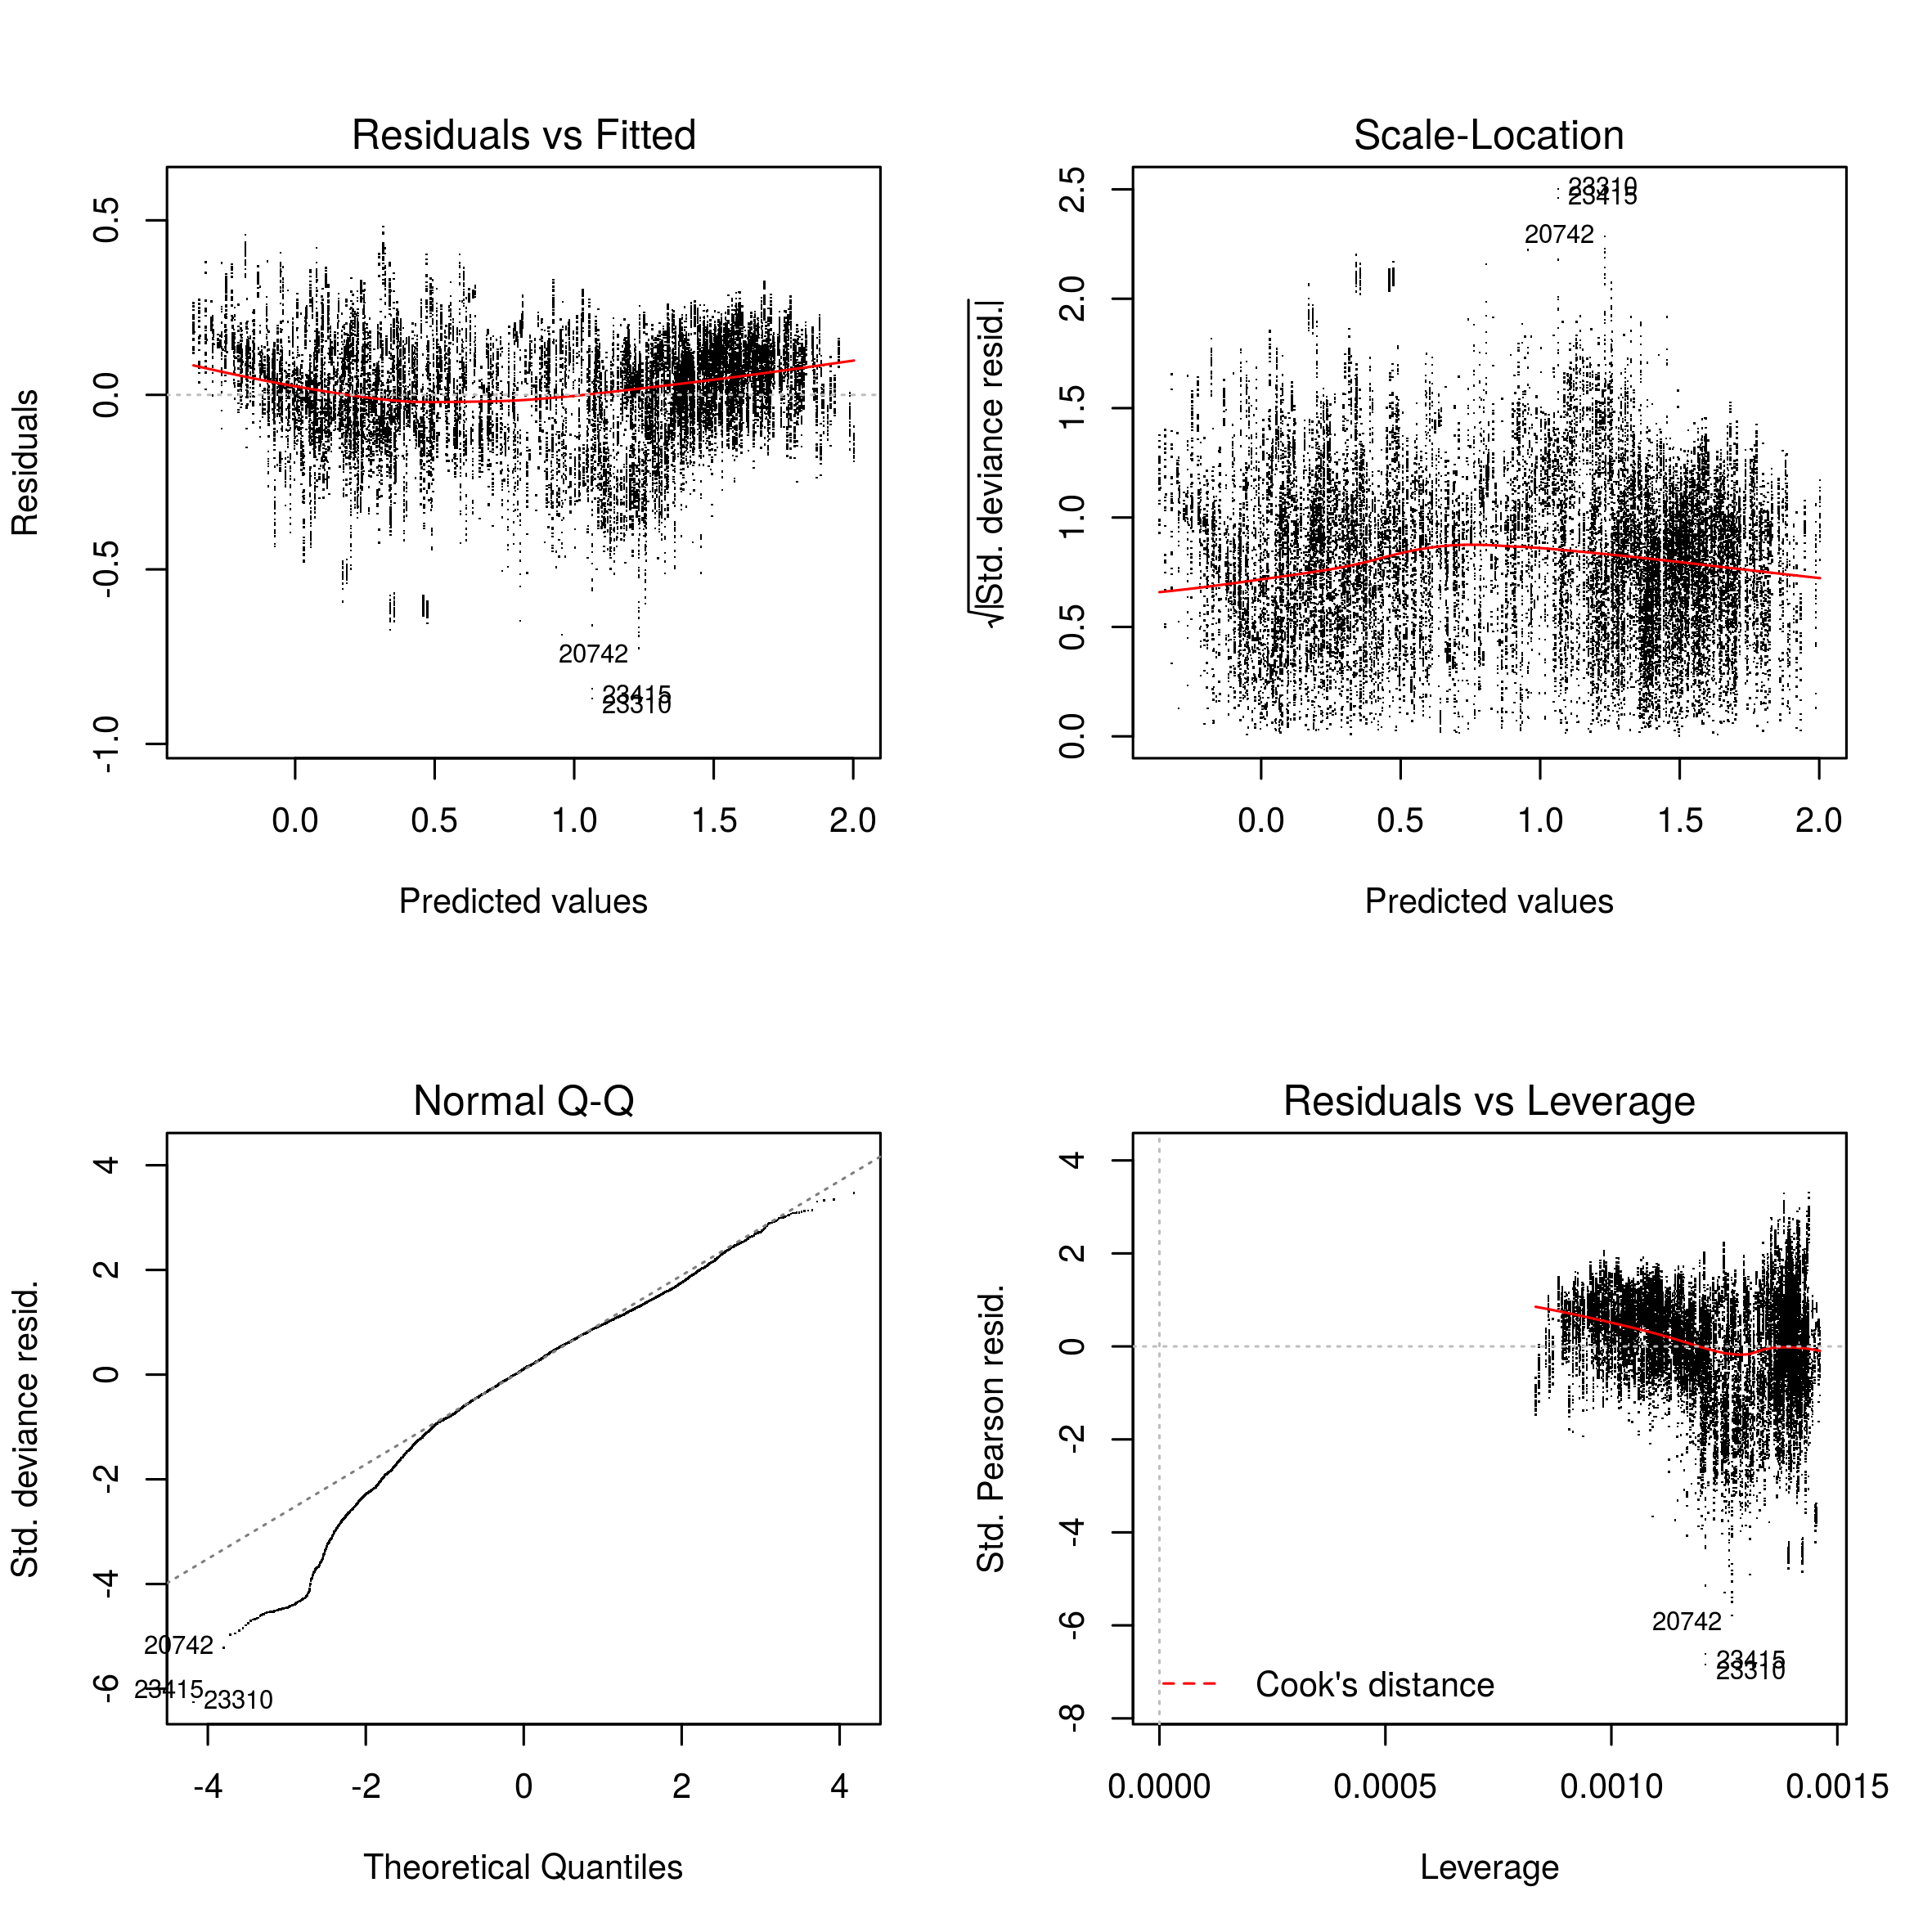 Residuals vs Fitted
Residuals
0.5
0.0
-0.5
-1.0
20742
23415
23310
0.0 0.5 1.0 1.5 2.0
Predicted values
Scale-Location
√|Std. deviance resid.|
2.5
2.0
1.5
1.0
0.5
0.0
23310
23415
20742
0.0 0.5 1.0 1.5 2.0
Predicted values
Normal Q-Q
Std. deviance resid.
4
2
0
-2
-4
-6
20742
23415
23310
-4 -2 0 2 4
Theoretical Quantiles
Residuals vs Leverage
Std. Pearson resid.
4
2
0
-2
-4
-6
-8
20742
23415
23310
Cook's distance
0.0000 0.0005 0.0010 0.0015
Leverage